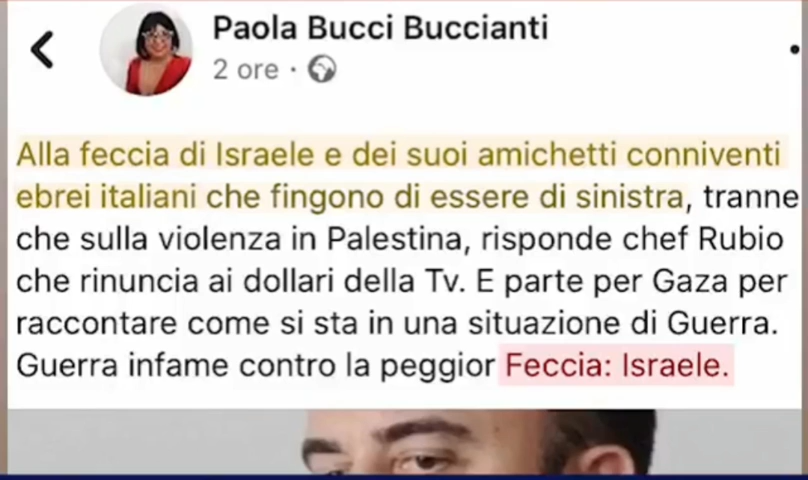 Paola Bucci Buccianti
2 ore ·
Alla feccia di Israele e dei suoi amichetti conniventi
ebrei italiani che fingono di essere di sinistra, tranne
che sulla violenza in Palestina, risponde chef Rubio
che rinuncia ai dollari della Tv. E parte per Gaza per
raccontare come si sta in una situazione di Guerra.
Guerra infame contro la peggior Feccia: Israele.